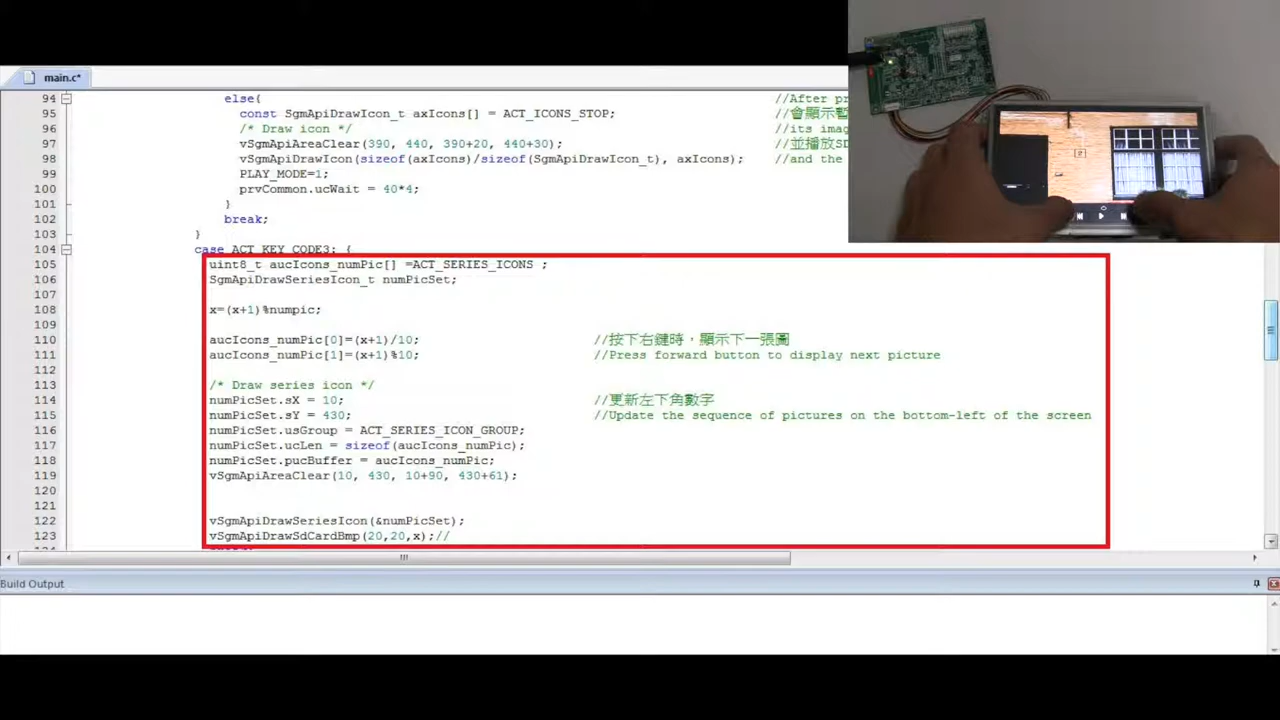 main.c*
94 else{ //After pr
95 const SgmApiDrawIcon_t axIcons[] = ACT_ICONS_STOP; //會顯示暫
96 /* Draw icon */ //its imag
97 vSgmApiAreaClear(390, 440, 390+20, 440+30); //並播放SD
98 vSgmApiDrawIcon(sizeof(axIcons)/sizeof(SgmApiDrawIcon_t), axIcons); //and the
99 PLAY_MODE=1;
100 prvCommon.ucWait = 40*4;
101 }
102 break;
103 }
104 case ACT_KEY_CODE3: {
105 uint8_t aucIcons_numPic[] =ACT_SERIES_ICONS ;
106 SgmApiDrawSeriesIcon_t numPicSet;
107
108 x=(x+1)%numpic;
109
110 aucIcons_numPic[0]=(x+1)/10; //按下右鍵時，顯示下一張圖
111 aucIcons_numPic[1]=(x+1)%10; //Press forward button to display next picture
112
113 /* Draw series icon */
114 numPicSet.sX = 10; //更新左下角數字
115 numPicSet.sY = 430; //Update the sequence of pictures on the bottom-left of the screen
116 numPicSet.usGroup = ACT_SERIES_ICON_GROUP;
117 numPicSet.ucLen = sizeof(aucIcons_numPic);
118 numPicSet.pucBuffer = aucIcons_numPic;
119 vSgmApiAreaClear(10, 430, 10+90, 430+61);
120
121
122 vSgmApiDrawSeriesIcon(&numPicSet);
123 vSgmApiDrawSdCardBmp(20,20,x);//
Build Output